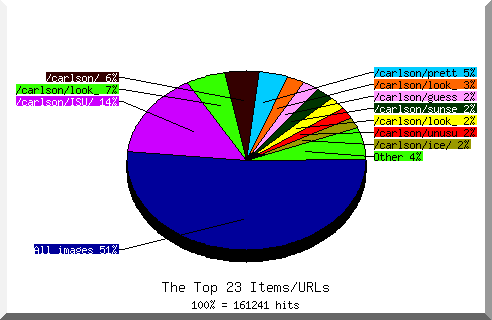 /carlson/ 6%
/carlson/look_ 7%
/carlson/ISU/ 14%
All images 51%
/carlson/prett 5%
/carlson/look_ 3%
/carlson/guess 2%
/carlson/sunse 2%
/carlson/look_ 2%
/carlson/unusu 2%
/carlson/ice/ 2%
Other 4%
The Top 23 Items/URLs
100% = 161241 hits